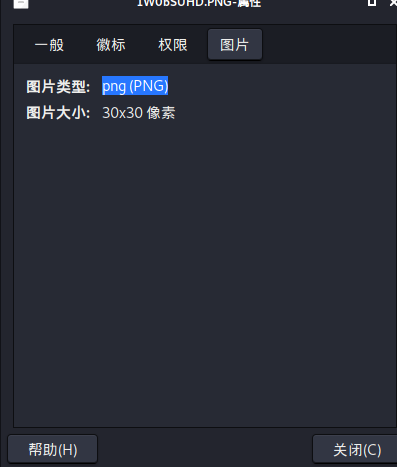 1W0BSUHD.PNG-属性
一般 徽标 权限 图片
图片类型: png (PNG)
图片大小: 30x30 像素
帮助(H) 关闭(C)